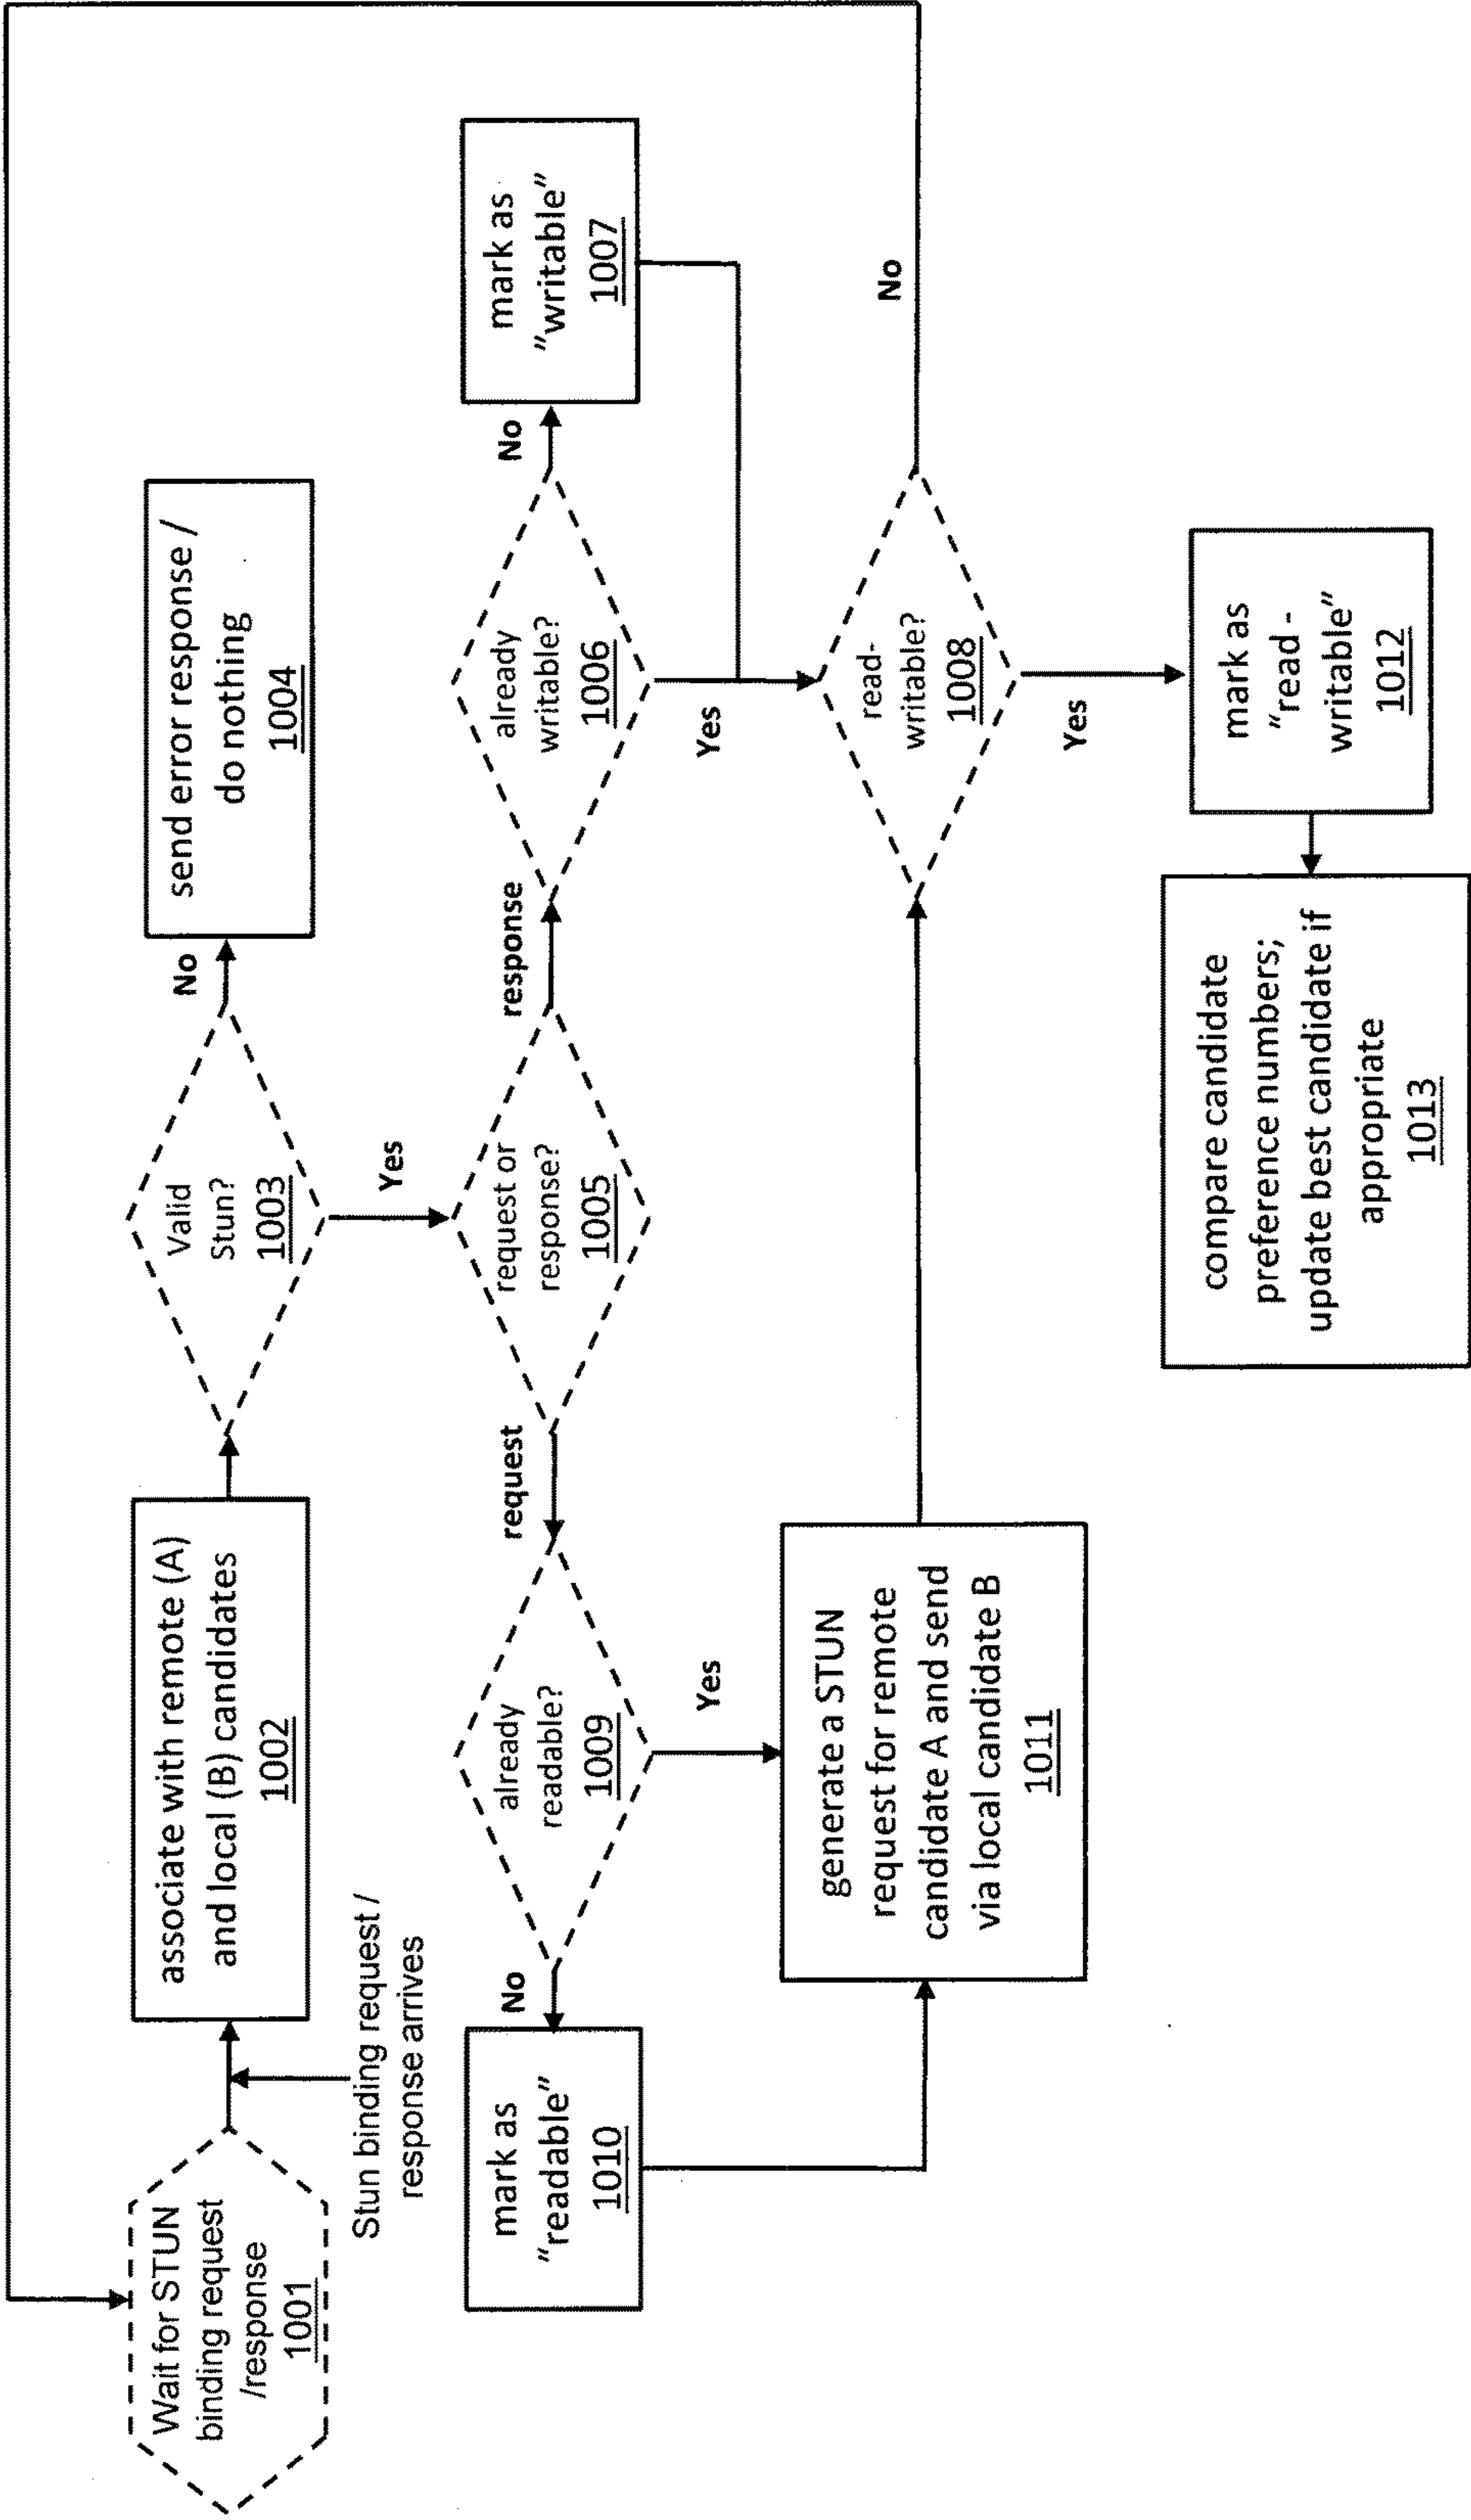 Wait for STUN
binding request
/response
1001
Stun binding request /
response arrives
associate with remote (A)
and local (B) candidates
1002
Valid
Stun?
1003
No
send error response /
do nothing
1004
Yes
request or
response?
1005
response
already
writable?
1006
No
mark as
"writable"
1007
Yes
request
already
readable?
1009
No
mark as
"readable"
1010
Yes
generate a STUN
request for remote
candidate A and send
via local candidate B
1011
read-
writable?
1008
No
Yes
mark as
"read -
writable"
1012
compare candidate
preference numbers;
update best candidate if
appropriate
1013